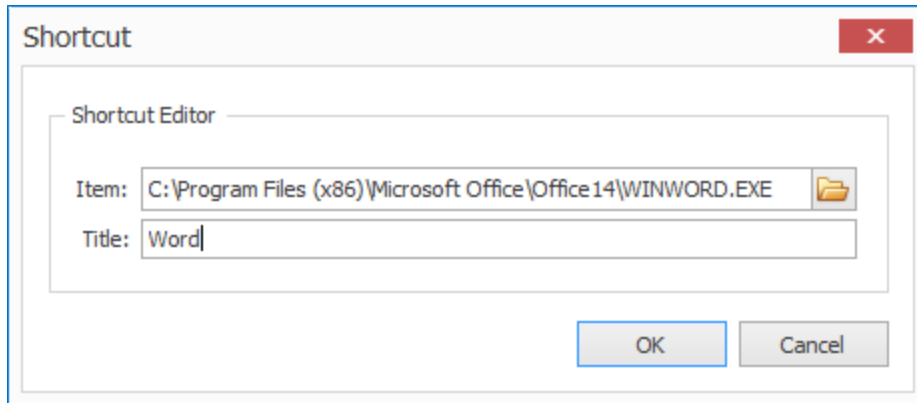 Shortcut
Shortcut Editor
Item: C:\Program Files (x86)\Microsoft Office\Office14\WINWORD.EXE
Title: Word
OK Cancel